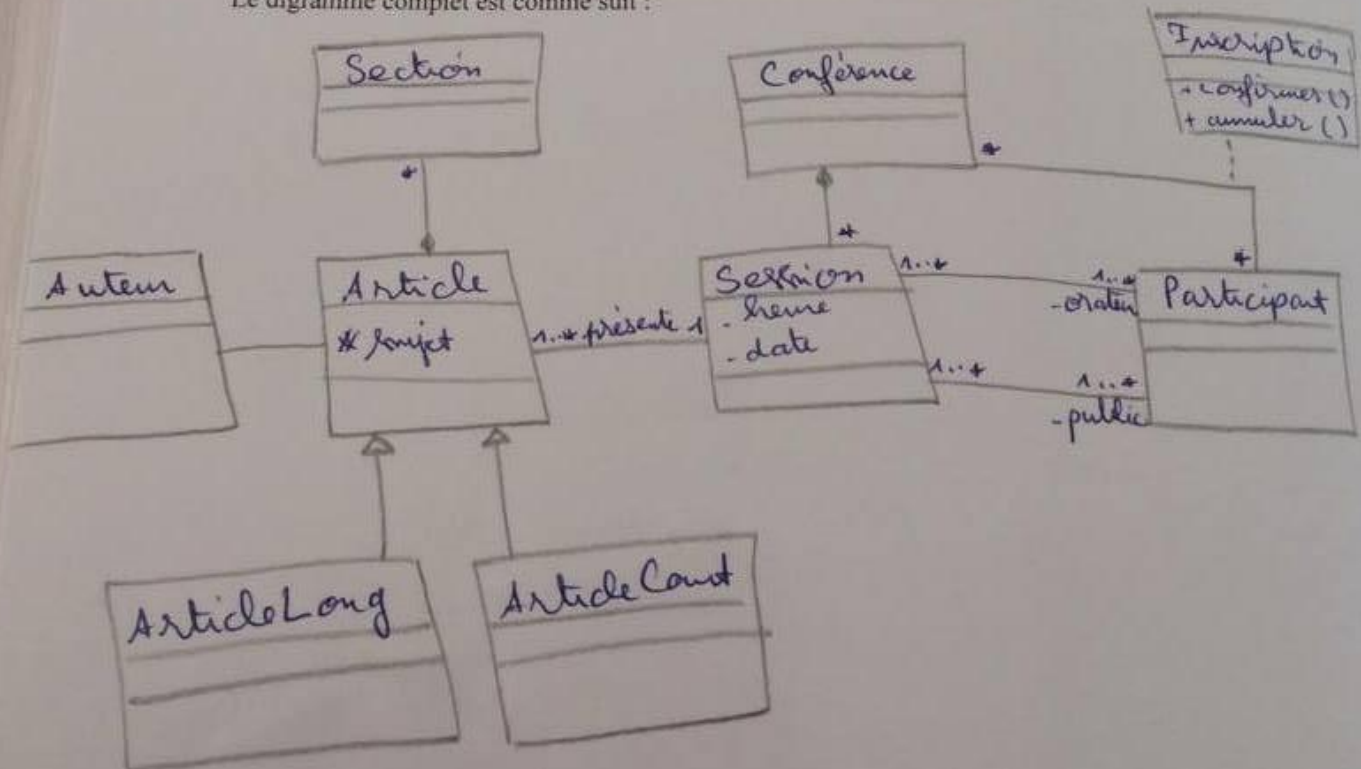 Le digramme complet est comme suit :
Section
Conférence
Inscription
+ confirmer()
+ annuler()
*
*
Auteur
Article
# sujet
1..* présente 1
*
Session
- heure
- date
1..*
1..*
- orateur
*
Participant
1..*
1..*
- public
ArticleLong
ArticleCourt